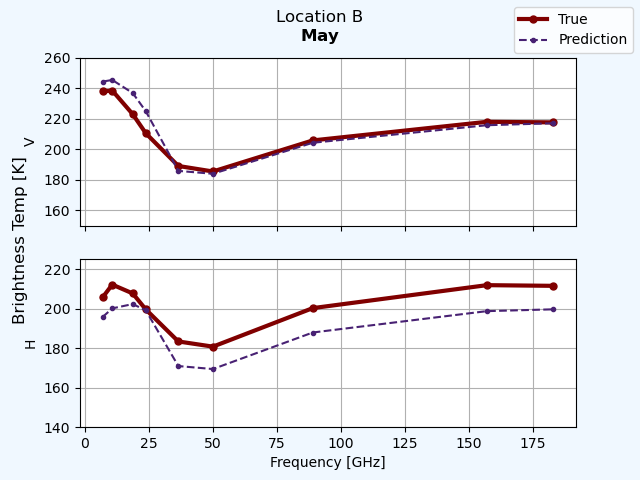 Location B
May
True
Prediction
260
240
220
200
180
160
V
Brightness Temp [K]
220
200
180
160
140
H
0 25 50 75 100 125 150 175
Frequency [GHz]